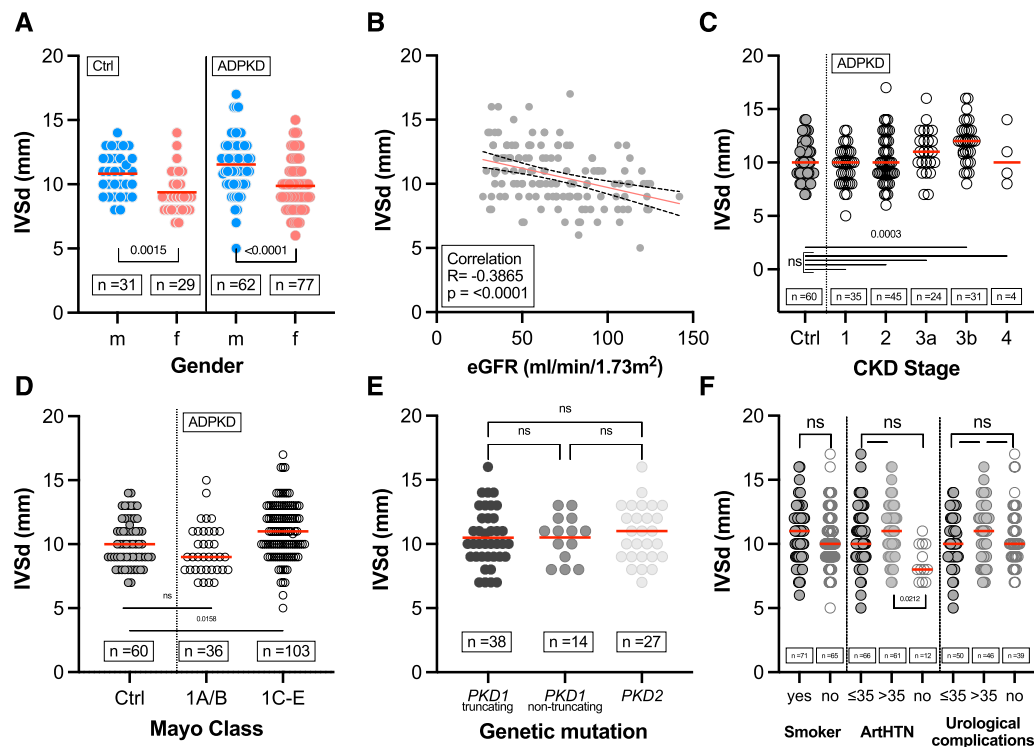 A
20
15
10
5
0
IVSd (mm)
Ctrl
ADPKD
0.0015
<0.0001
n =31
n =29
n =62
n =77
m
f
m
f
Gender
B
20
15
10
5
0
IVSd (mm)
Correlation
R= -0.3865
p = <0.0001
0
50
100
150
eGFR (ml/min/1.73m²)
C
20
15
10
5
0
IVSd (mm)
ADPKD
0.0003
ns
n =60
n =35
n =45
n =24
n =31
n =4
Ctrl
1
2
3a
3b
4
CKD Stage
D
20
15
10
5
0
IVSd (mm)
ADPKD
ns
0.0158
n =60
n =36
n =103
Ctrl
1A/B
1C-E
Mayo Class
E
20
15
10
5
0
IVSd (mm)
ns
ns
ns
n =38
n =14
n =27
PKD1
truncating
PKD1
non-truncating
PKD2
Genetic mutation
F
20
15
10
5
0
IVSd (mm)
ns
ns
ns
0.0212
n =71
n =65
n =66
n =61
n =12
n =50
n =46
n =39
yes
no
≤35
>35
no
≤35
>35
no
Smoker
ArtHTN
Urological
complications